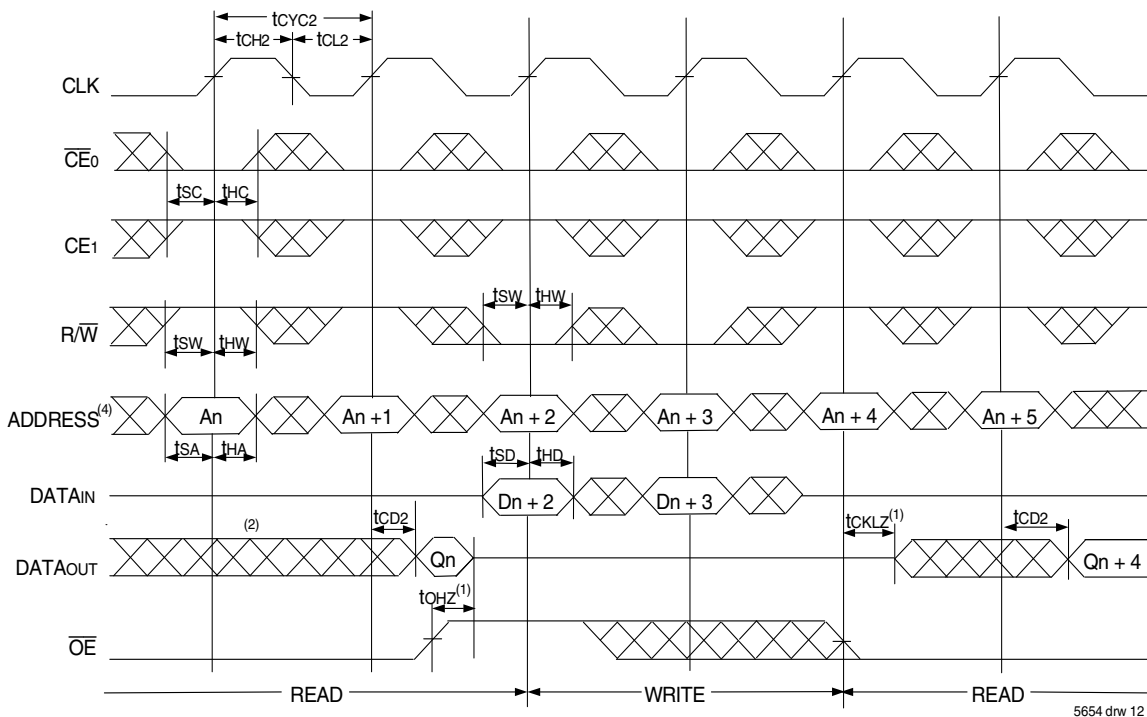 tCYC2
tCH2 tCL2
CLK
CE0
tSC tHC
CE1
tSW tHW
R/W
tSW tHW
ADDRESS(4) An An + 1 An + 2 An + 3 An + 4 An + 5
tSA tHA tSD tHD
DATAIN Dn + 2 Dn + 3
(2) tCD2 tCKLZ(1) tCD2
DATAOUT Qn Qn + 4
tOHZ(1)
OE
READ WRITE READ
5654 drw 12